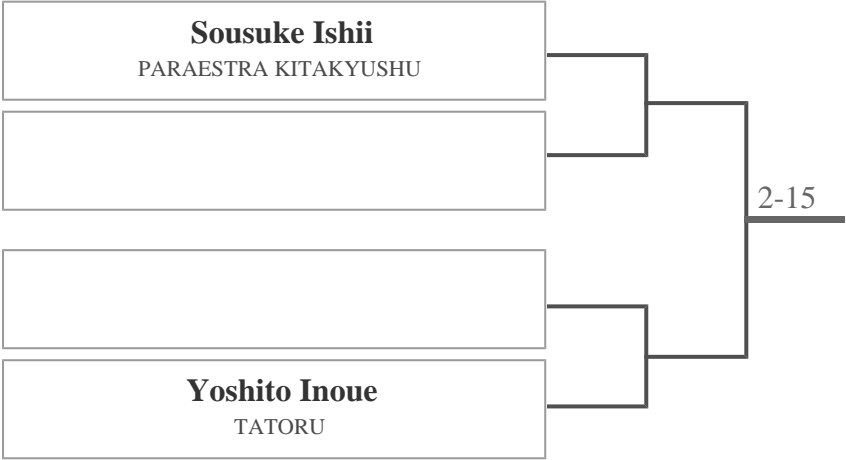 Sousuke Ishii
PARAESTRA KITAKYUSHU
2-15
Yoshito Inoue
TATORU